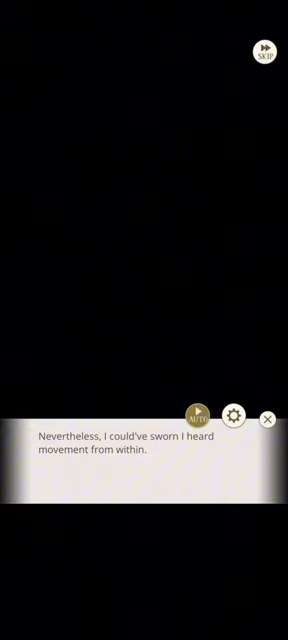 SKIP
AUTO
Nevertheless, I could've sworn I heard
movement from within.